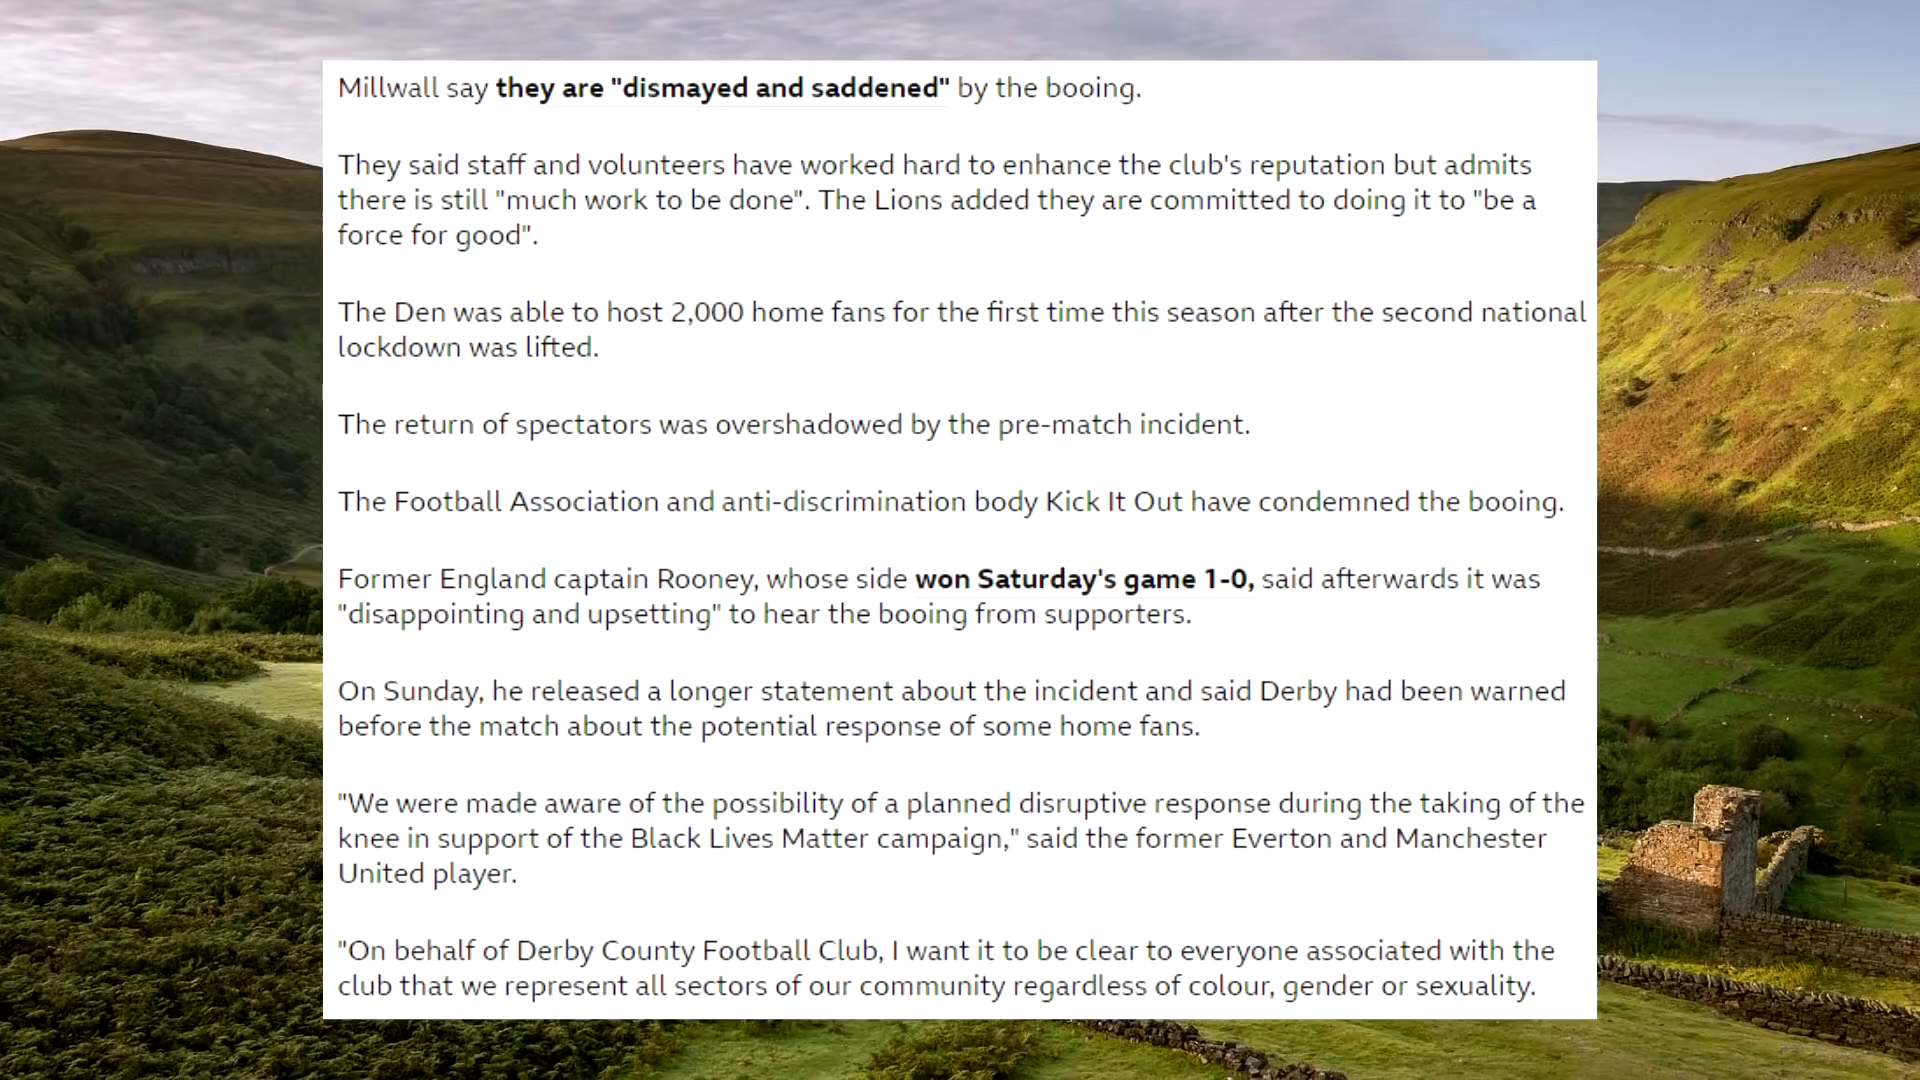 Millwall say they are "dismayed and saddened" by the booing.
They said staff and volunteers have worked hard to enhance the club's reputation but admits
there is still "much work to be done". The Lions added they are committed to doing it to "be a
force for good".
The Den was able to host 2,000 home fans for the first time this season after the second national
lockdown was lifted.
The return of spectators was overshadowed by the pre-match incident.
The Football Association and anti-discrimination body Kick It Out have condemned the booing.
Former England captain Rooney, whose side won Saturday's game 1-0, said afterwards it was
"disappointing and upsetting" to hear the booing from supporters.
On Sunday, he released a longer statement about the incident and said Derby had been warned
before the match about the potential response of some home fans.
"We were made aware of the possibility of a planned disruptive response during the taking of the
knee in support of the Black Lives Matter campaign," said the former Everton and Manchester
United player.
"On behalf of Derby County Football Club, I want it to be clear to everyone associated with the
club that we represent all sectors of our community regardless of colour, gender or sexuality.